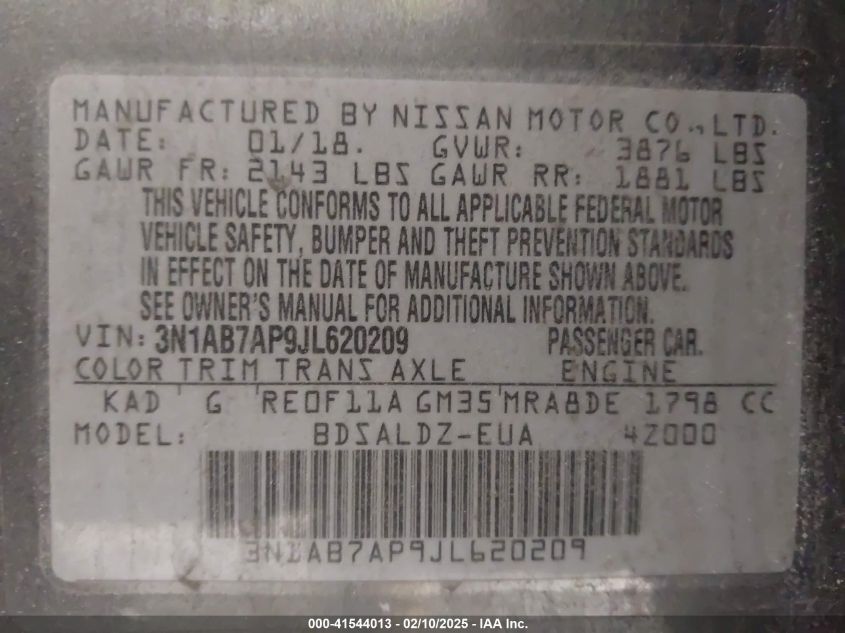 MANUFACTURED BY NISSAN MOTOR CO., LTD.
DATE: 01/18. GVWR: 3876 LBS
GAWR FR: 2143 LBS GAWR RR: 1881 LBS
THIS VEHICLE CONFORMS TO ALL APPLICABLE FEDERAL MOTOR
VEHICLE SAFETY, BUMPER AND THEFT PREVENTION STANDARDS
IN EFFECT ON THE DATE OF MANUFACTURE SHOWN ABOVE.
SEE OWNER'S MANUAL FOR ADDITIONAL INFORMATION.
VIN: 3N1AB7AP9JL620209 PASSENGER CAR.
COLOR TRIM TRANS AXLE ENGINE
KAD G RE0F11A GM35 MRA8DE 1798 CC
MODEL: BDSALDZ-EUA 4Z000
3N1AB7AP9JL620209
000-41544013 - 02/10/2025 - IAA Inc.